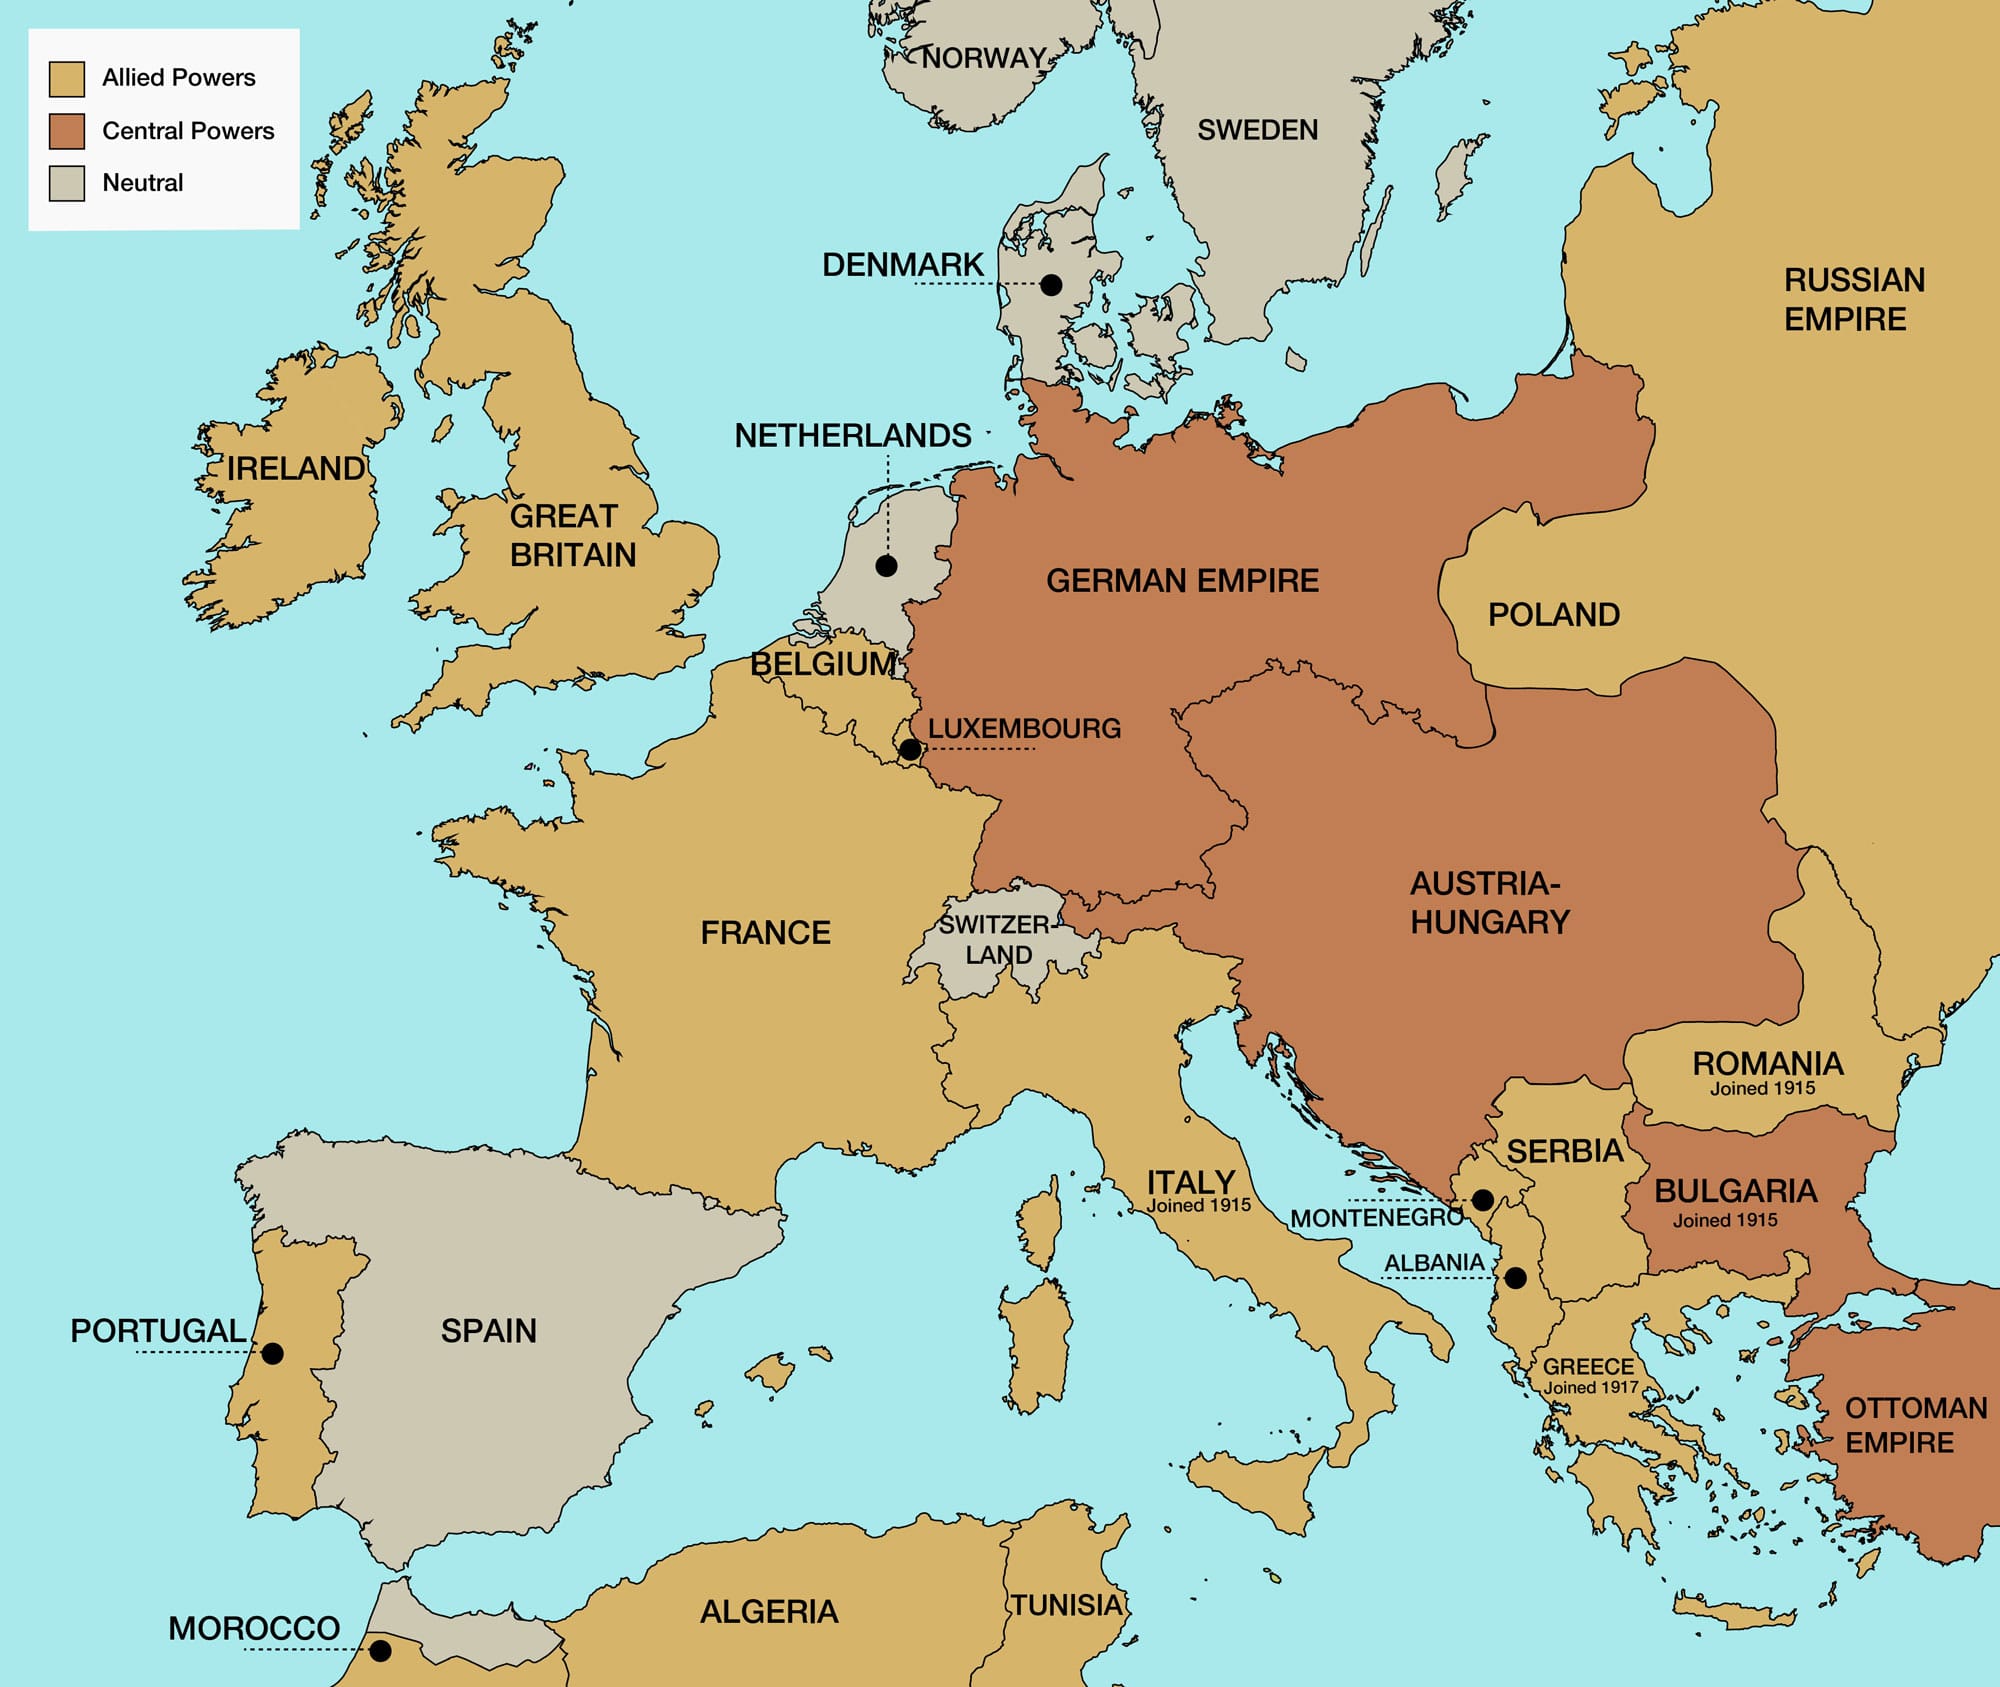 Allied Powers
Central Powers
Neutral
NORWAY
SWEDEN
DENMARK
RUSSIAN
EMPIRE
NETHERLANDS
IRELAND
GREAT
BRITAIN
GERMAN EMPIRE
POLAND
BELGIUM
LUXEMBOURG
AUSTRIA-
HUNGARY
FRANCE
SWITZER-
LAND
ROMANIA
Joined 1915
SERBIA
ITALY
Joined 1915
BULGARIA
Joined 1915
MONTENEGRO
ALBANIA
PORTUGAL
SPAIN
GREECE
Joined 1917
OTTOMAN
EMPIRE
MOROCCO
ALGERIA
TUNISIA